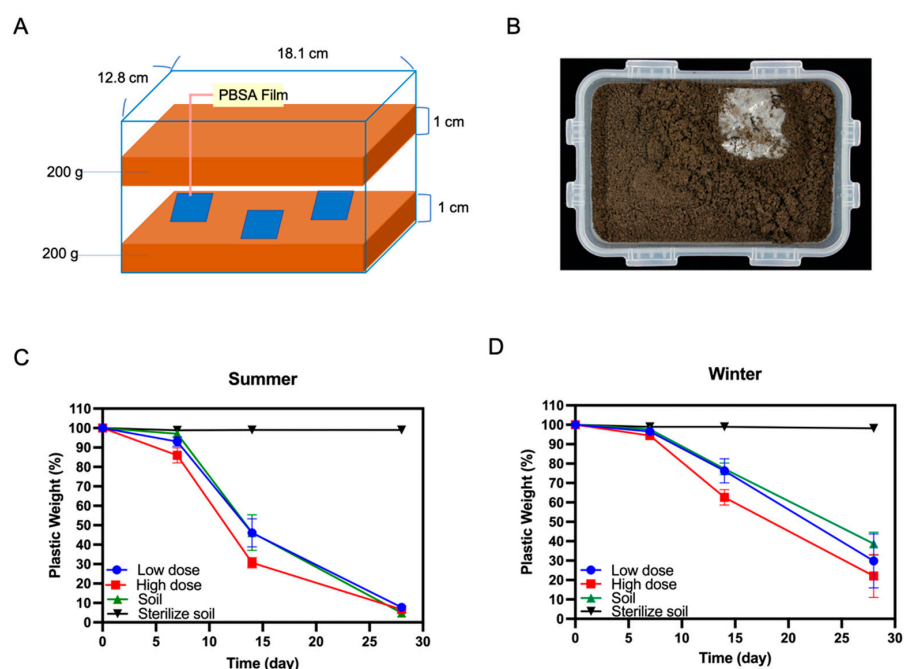 A
18.1 cm
12.8 cm
PBSA Film
1 cm
200 g
1 cm
200 g
B
C
Summer
Plastic Weight (%)
110
100
90
80
70
60
50
40
30
20
10
0
Low dose
High dose
Soil
Sterilize soil
0 5 10 15 20 25 30
Time (day)
D
Winter
Plastic Weight (%)
110
100
90
80
70
60
50
40
30
20
10
0
Low dose
High dose
Soil
Sterilize soil
0 5 10 15 20 25 30
Time (day)